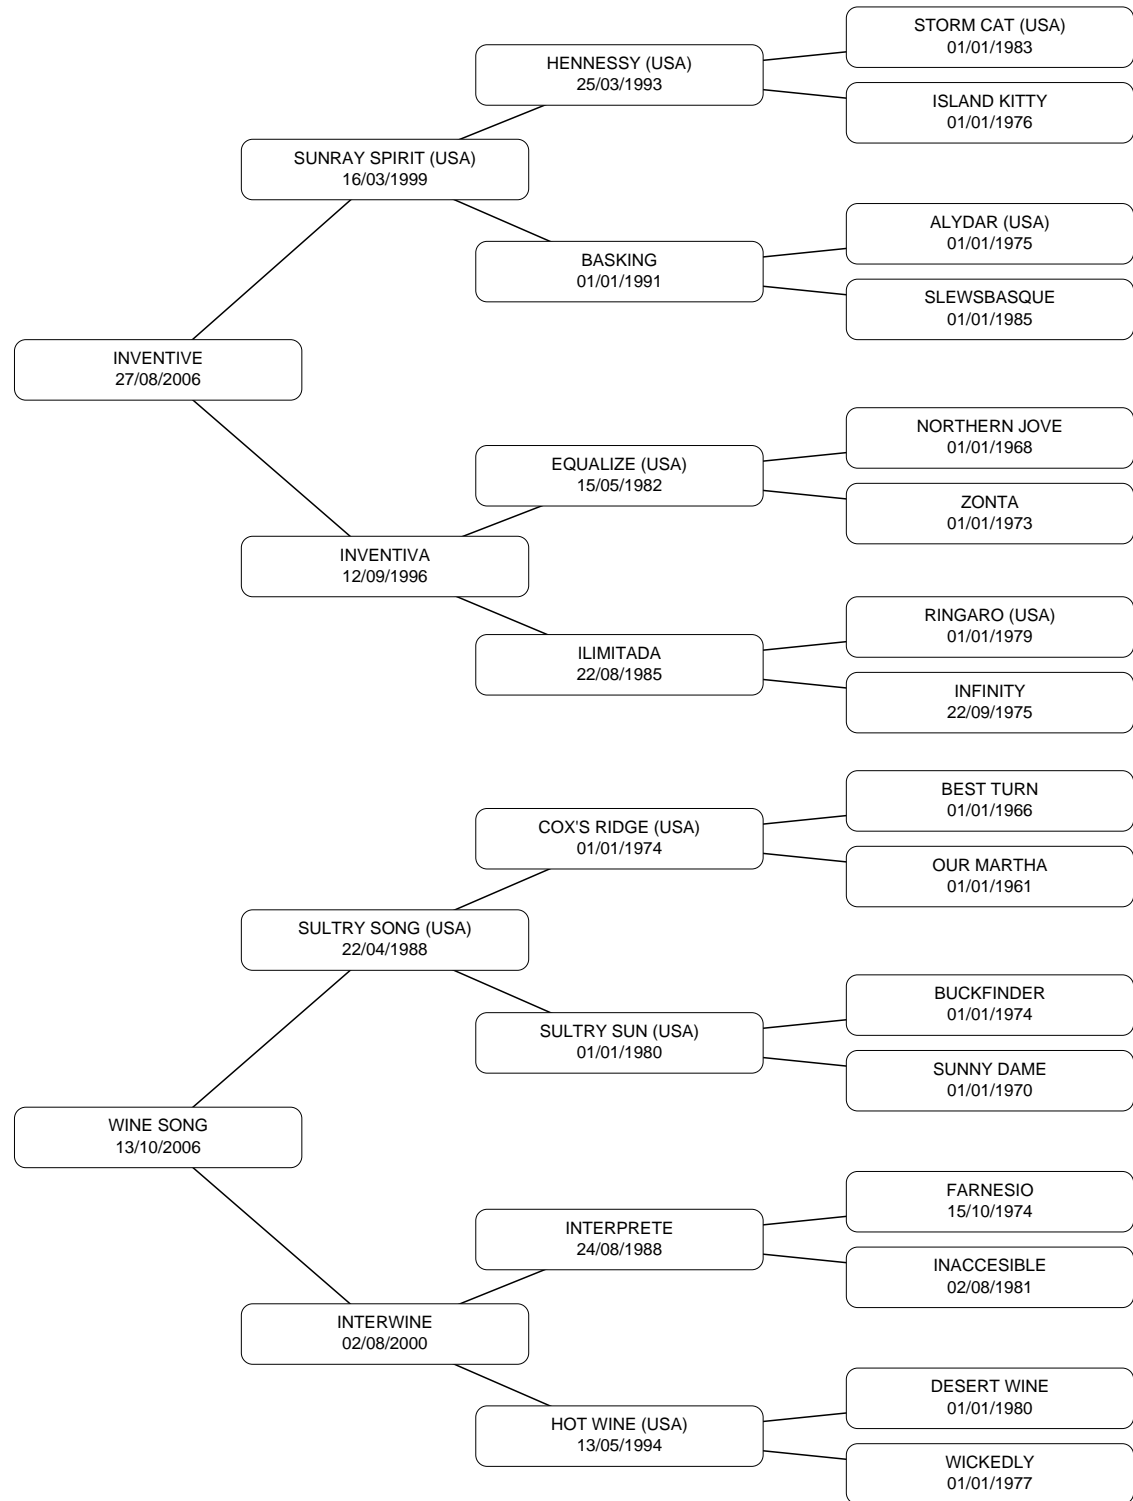 STORM CAT (USA)
01/01/1983
HENNESSY (USA)
25/03/1993
ISLAND KITTY
01/01/1976
SUNRAY SPIRIT (USA)
16/03/1999
ALYDAR (USA)
01/01/1975
BASKING
01/01/1991
SLEWSBASQUE
01/01/1985
INVENTIVE
27/08/2006
NORTHERN JOVE
01/01/1968
EQUALIZE (USA)
15/05/1982
ZONTA
01/01/1973
INVENTIVA
12/09/1996
RINGARO (USA)
01/01/1979
ILIMITADA
22/08/1985
INFINITY
22/09/1975
BEST TURN
01/01/1966
COX'S RIDGE (USA)
01/01/1974
OUR MARTHA
01/01/1961
SULTRY SONG (USA)
22/04/1988
BUCKFINDER
01/01/1974
SULTRY SUN (USA)
01/01/1980
SUNNY DAME
01/01/1970
WINE SONG
13/10/2006
FARNESIO
15/10/1974
INTERPRETE
24/08/1988
INACCESIBLE
02/08/1981
INTERWINE
02/08/2000
DESERT WINE
01/01/1980
HOT WINE (USA)
13/05/1994
WICKEDLY
01/01/1977